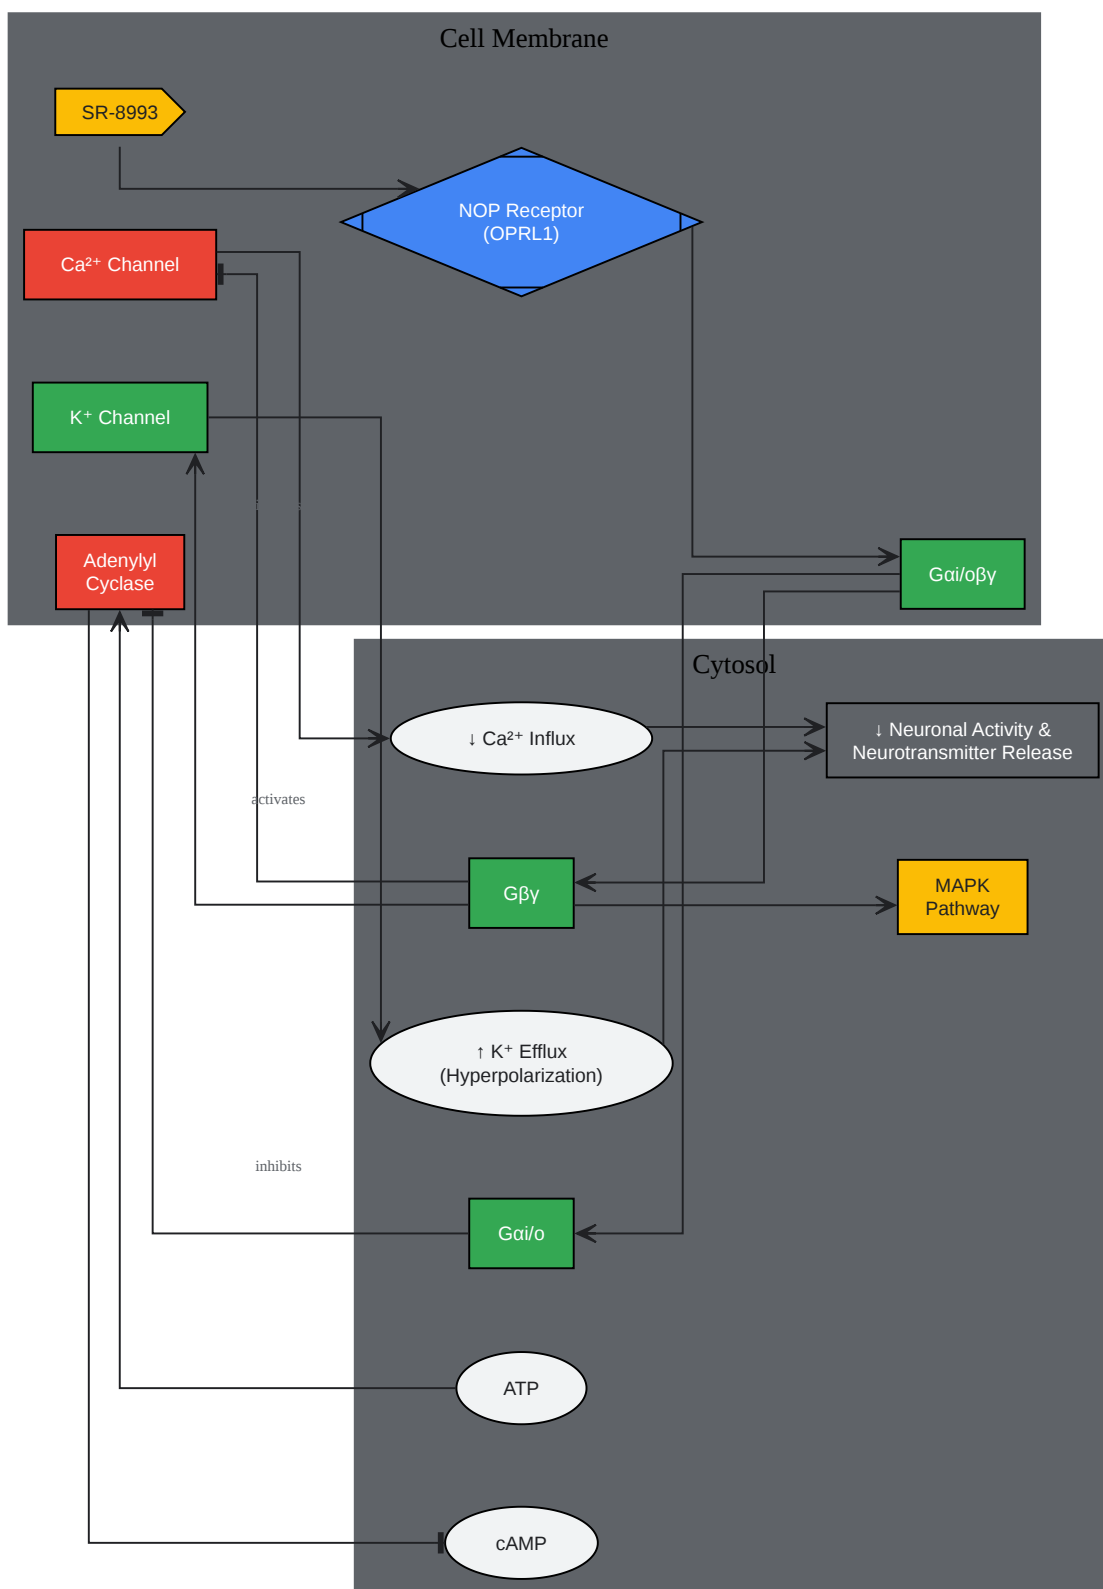 Cell Membrane
SR-8993
NOP Receptor
(OPRL1)
Ca²⁺ Channel
K⁺ Channel
Adenylyl
Cyclase
Gαi/oβγ
Cytosol
↓ Ca²⁺ Influx
↓ Neuronal Activity &
Neurotransmitter Release
activates
Gβγ
MAPK
Pathway
↑ K⁺ Efflux
(Hyperpolarization)
inhibits
Gαi/o
ATP
cAMP